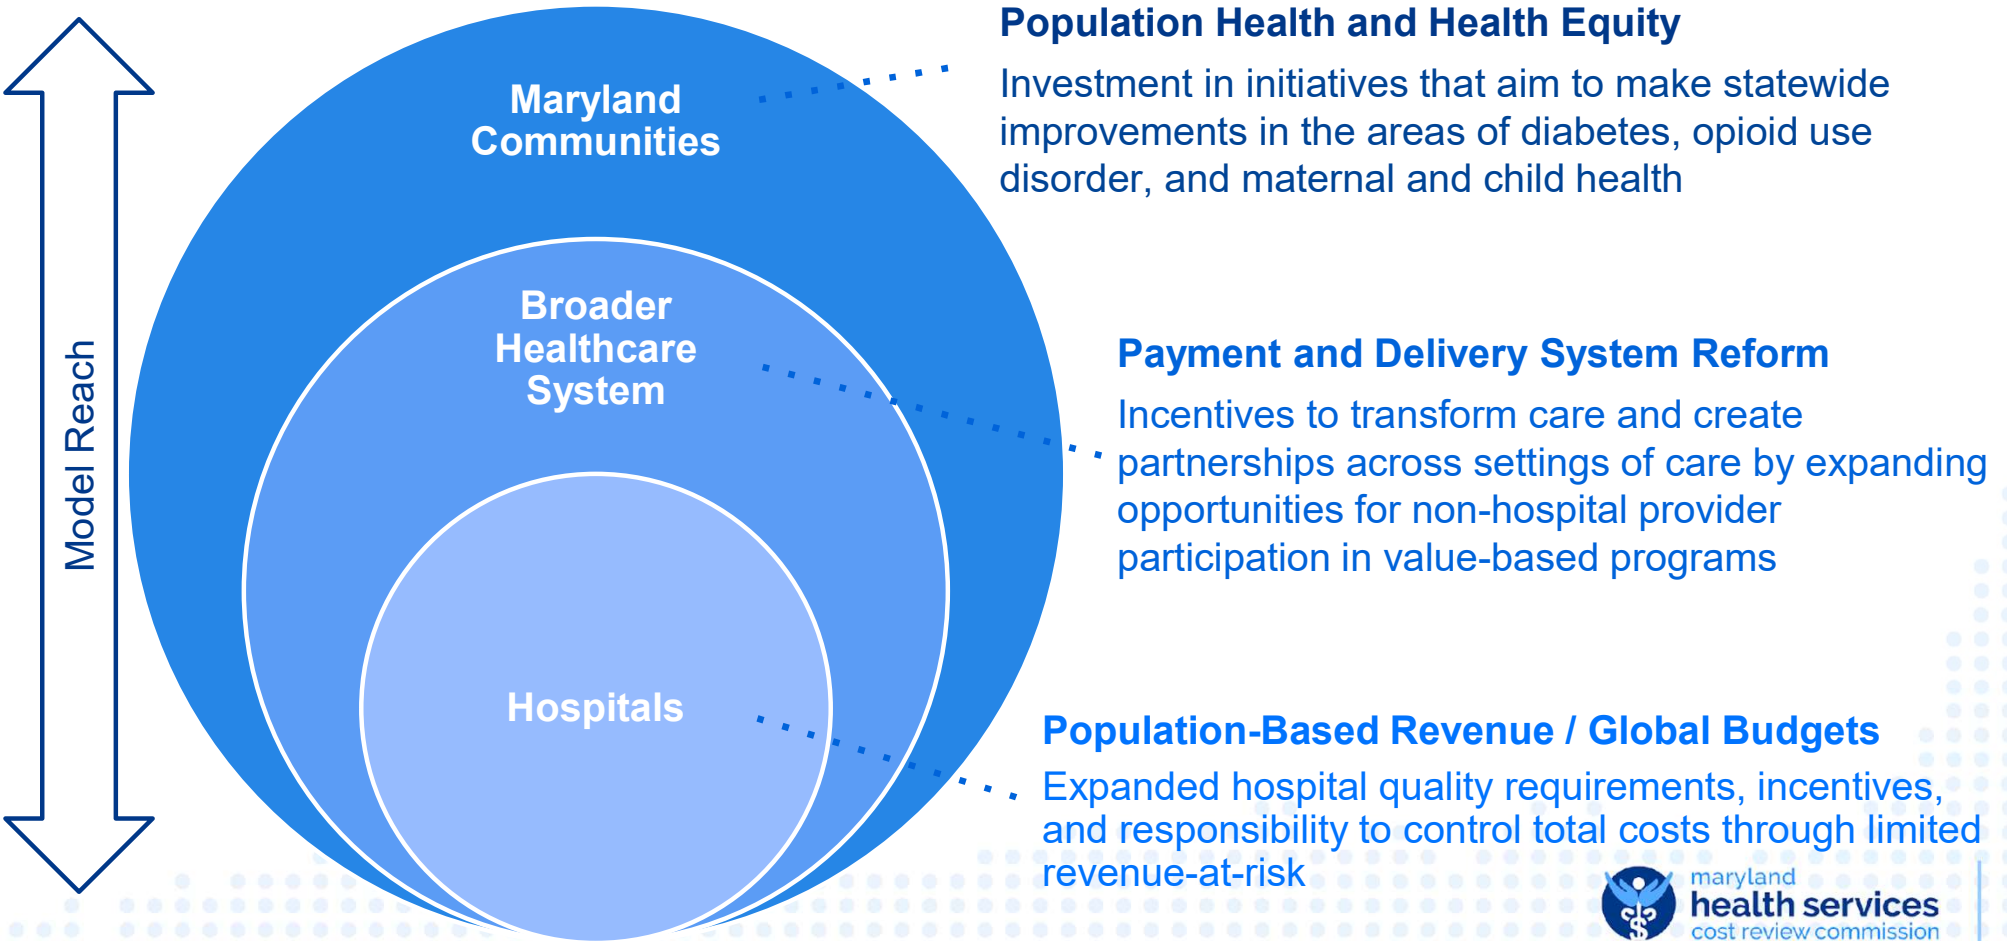 Model Reach
Maryland
Communities
Broader
Healthcare
System
Hospitals
Population Health and Health Equity
Investment in initiatives that aim to make statewide
improvements in the areas of diabetes, opioid use
disorder, and maternal and child health
Payment and Delivery System Reform
Incentives to transform care and create
partnerships across settings of care by expanding
opportunities for non-hospital provider
participation in value-based programs
Population-Based Revenue / Global Budgets
Expanded hospital quality requirements, incentives,
and responsibility to control total costs through limited
revenue-at-risk
maryland
health services
cost review commission